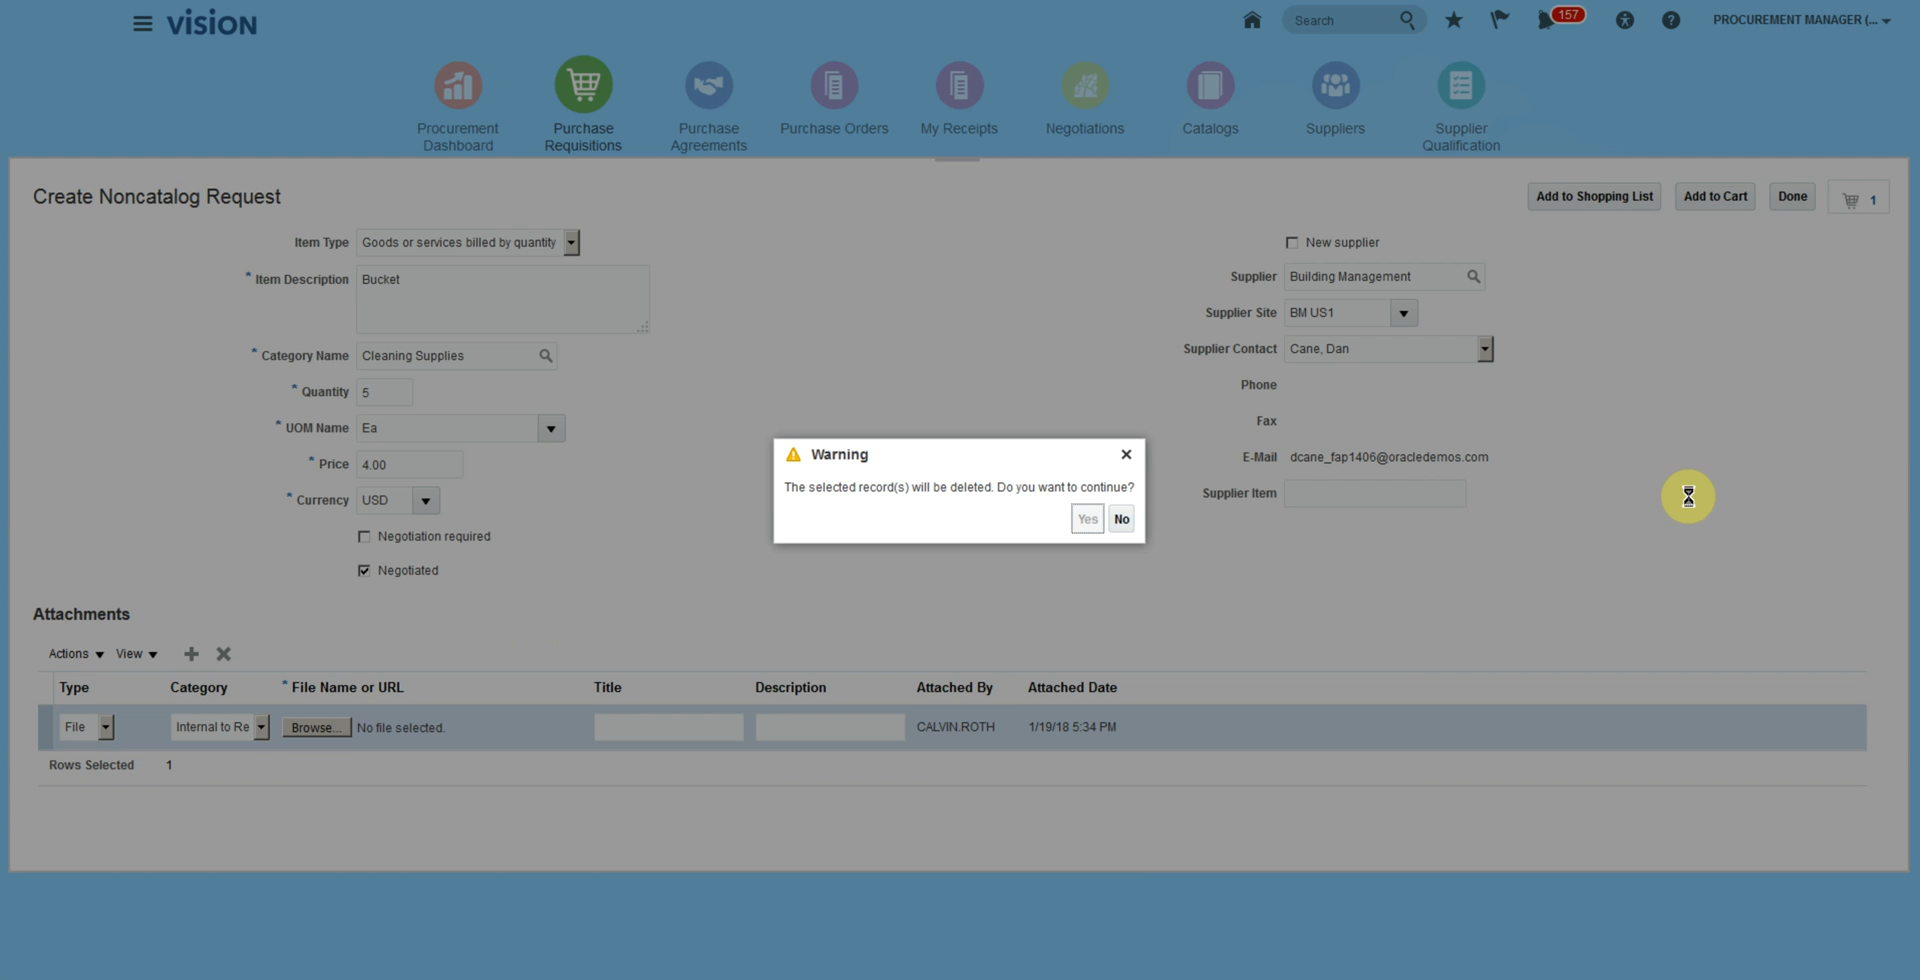 VISION
Search
157
PROCUREMENT MANAGER (...
Procurement Dashboard
Purchase Requisitions
Purchase Agreements
Purchase Orders
My Receipts
Negotiations
Catalogs
Suppliers
Supplier Qualification
Create Noncatalog Request
Add to Shopping List
Add to Cart
Done
1
Item Type Goods or services billed by quantity
* Item Description Bucket
* Category Name Cleaning Supplies
* Quantity 5
* UOM Name Ea
* Price 4.00
* Currency USD
Negotiation required
Negotiated
New supplier
Supplier Building Management
Supplier Site BM US1
Supplier Contact Cane, Dan
Phone
Fax
E-Mail dcane_fap1406@oracledemos.com
Supplier Item
Warning
The selected record(s) will be deleted. Do you want to continue?
Yes No
Attachments
Actions View
Type Category * File Name or URL Title Description Attached By Attached Date
File Internal to Re Browse... No file selected. CALVIN.ROTH 1/19/18 5:34 PM
Rows Selected 1